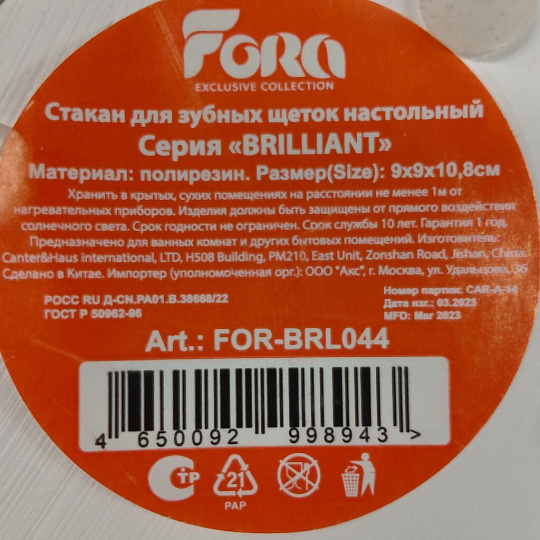 FORA
EXCLUSIVE COLLECTION
Стакан для зубных щеток настольный
Серия «BRILLIANT»
Материал: полирезин. Размер(Size): 9x9x10,8см
Хранить в крытых, сухих помещениях на расстоянии не менее 1м от
нагревательных приборов. Изделия должны быть защищены от прямого воздействия
солнечного света. Срок годности не ограничен. Срок службы 10 лет. Гарантия 1 год.
Предназначено для ванных комнат и других бытовых помещений. Изготовитель:
Canter&Haus international, LTD, H508 Building, PM210, East Unit, Zonshan Road, Jishan, China.
Сделано в Китае. Импортер (уполномоченная орг.): ООО "Акс", г. Москва, ул. Удальцова, 36
Номер партии: CAR-A-14
РОСС RU Д-CN.РА01.В.38668/22
Дата изг.: 03.2023
ГОСТ Р 50962-96
MFD: Mar 2023
Art.: FOR-BRL044
4 650092 998943 >
СТР
21
PAP